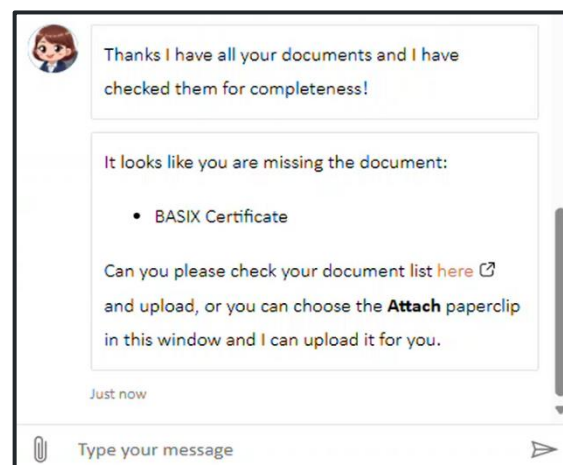 Thanks I have all your documents and I have
checked them for completeness!
It looks like you are missing the document:
• BASIX Certificate
Can you please check your document list here
and upload, or you can choose the Attach paperclip
in this window and I can upload it for you.
Just now
Type your message